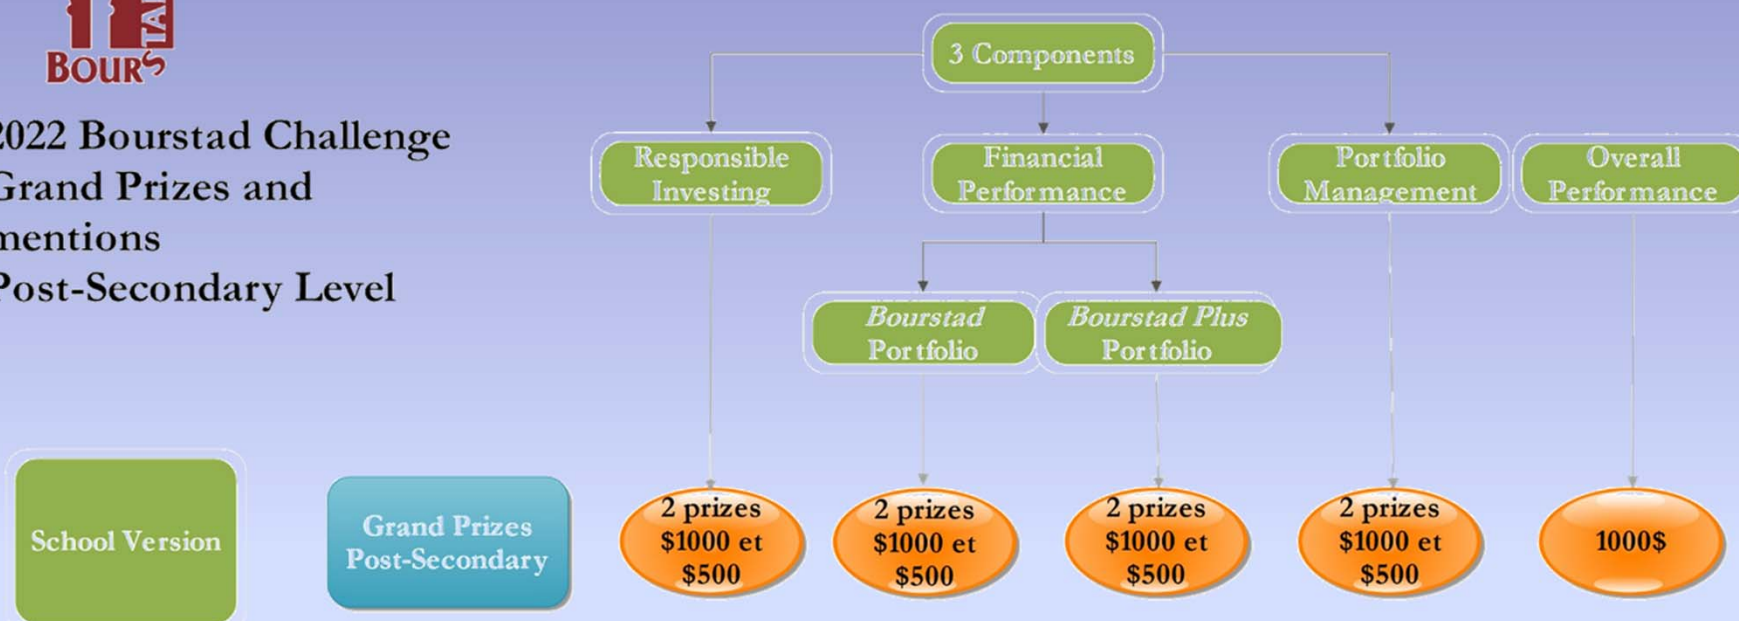 BOURS
TAD
2022 Bourstad Challenge
Grand Prizes and
mentions
Post-Secondary Level
3 Components
Responsible
Investing
Financial
Performance
Portfolio
Management
Overall
Performance
Bourstad
Portfolio
Bourstad Plus
Portfolio
School Version
Grand Prizes
Post-Secondary
2 prizes
$1000 et
$500
2 prizes
$1000 et
$500
2 prizes
$1000 et
$500
2 prizes
$1000 et
$500
1000$